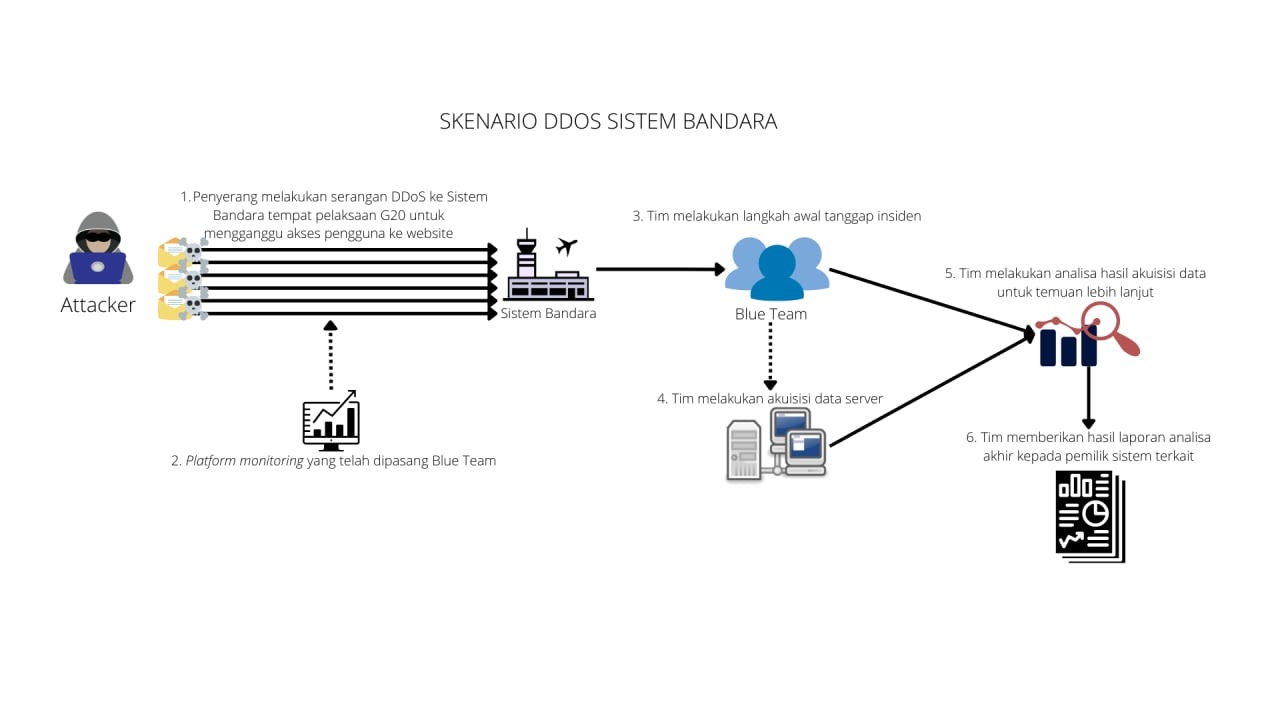 SKENARIO DDOS SISTEM BANDARA
1. Penyerang melakukan serangan DDoS ke Sistem
Bandara tempat pelaksaan G20 untuk
mengganggu akses pengguna ke website
Attacker
Sistem Bandara
2. Platform monitoring yang telah dipasang Blue Team
3. Tim melakukan langkah awal tanggap insiden
Blue Team
4. Tim melakukan akuisisi data server
5. Tim melakukan analisa hasil akuisisi data
untuk temuan lebih lanjut
6. Tim memberikan hasil laporan analisa
akhir kepada pemilik sistem terkait